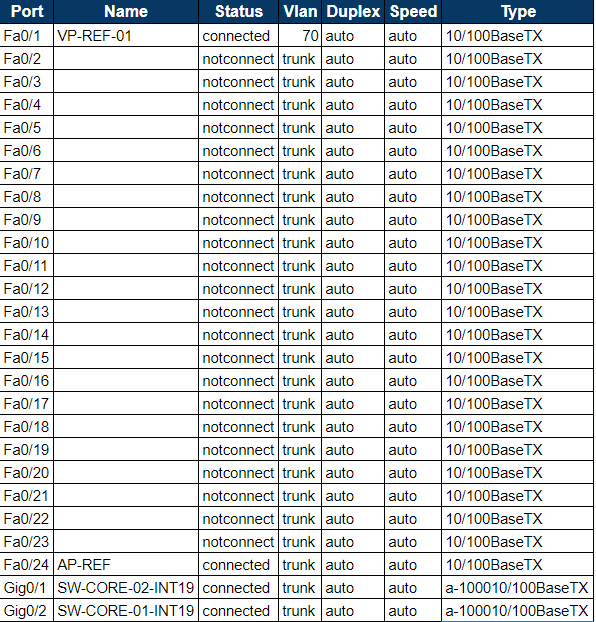 Port Name Status Vlan Duplex Speed Type
Fa0/1 VP-REF-01 connected 70 auto auto 10/100BaseTX
Fa0/2 notconnect trunk auto auto 10/100BaseTX
Fa0/3 notconnect trunk auto auto 10/100BaseTX
Fa0/4 notconnect trunk auto auto 10/100BaseTX
Fa0/5 notconnect trunk auto auto 10/100BaseTX
Fa0/6 notconnect trunk auto auto 10/100BaseTX
Fa0/7 notconnect trunk auto auto 10/100BaseTX
Fa0/8 notconnect trunk auto auto 10/100BaseTX
Fa0/9 notconnect trunk auto auto 10/100BaseTX
Fa0/10 notconnect trunk auto auto 10/100BaseTX
Fa0/11 notconnect trunk auto auto 10/100BaseTX
Fa0/12 notconnect trunk auto auto 10/100BaseTX
Fa0/13 notconnect trunk auto auto 10/100BaseTX
Fa0/14 notconnect trunk auto auto 10/100BaseTX
Fa0/15 notconnect trunk auto auto 10/100BaseTX
Fa0/16 notconnect trunk auto auto 10/100BaseTX
Fa0/17 notconnect trunk auto auto 10/100BaseTX
Fa0/18 notconnect trunk auto auto 10/100BaseTX
Fa0/19 notconnect trunk auto auto 10/100BaseTX
Fa0/20 notconnect trunk auto auto 10/100BaseTX
Fa0/21 notconnect trunk auto auto 10/100BaseTX
Fa0/22 notconnect trunk auto auto 10/100BaseTX
Fa0/23 notconnect trunk auto auto 10/100BaseTX
Fa0/24 AP-REF connected trunk auto auto 10/100BaseTX
Gig0/1 SW-CORE-02-INT19 connected trunk auto auto a-100010/100BaseTX
Gig0/2 SW-CORE-01-INT19 connected trunk auto auto a-100010/100BaseTX